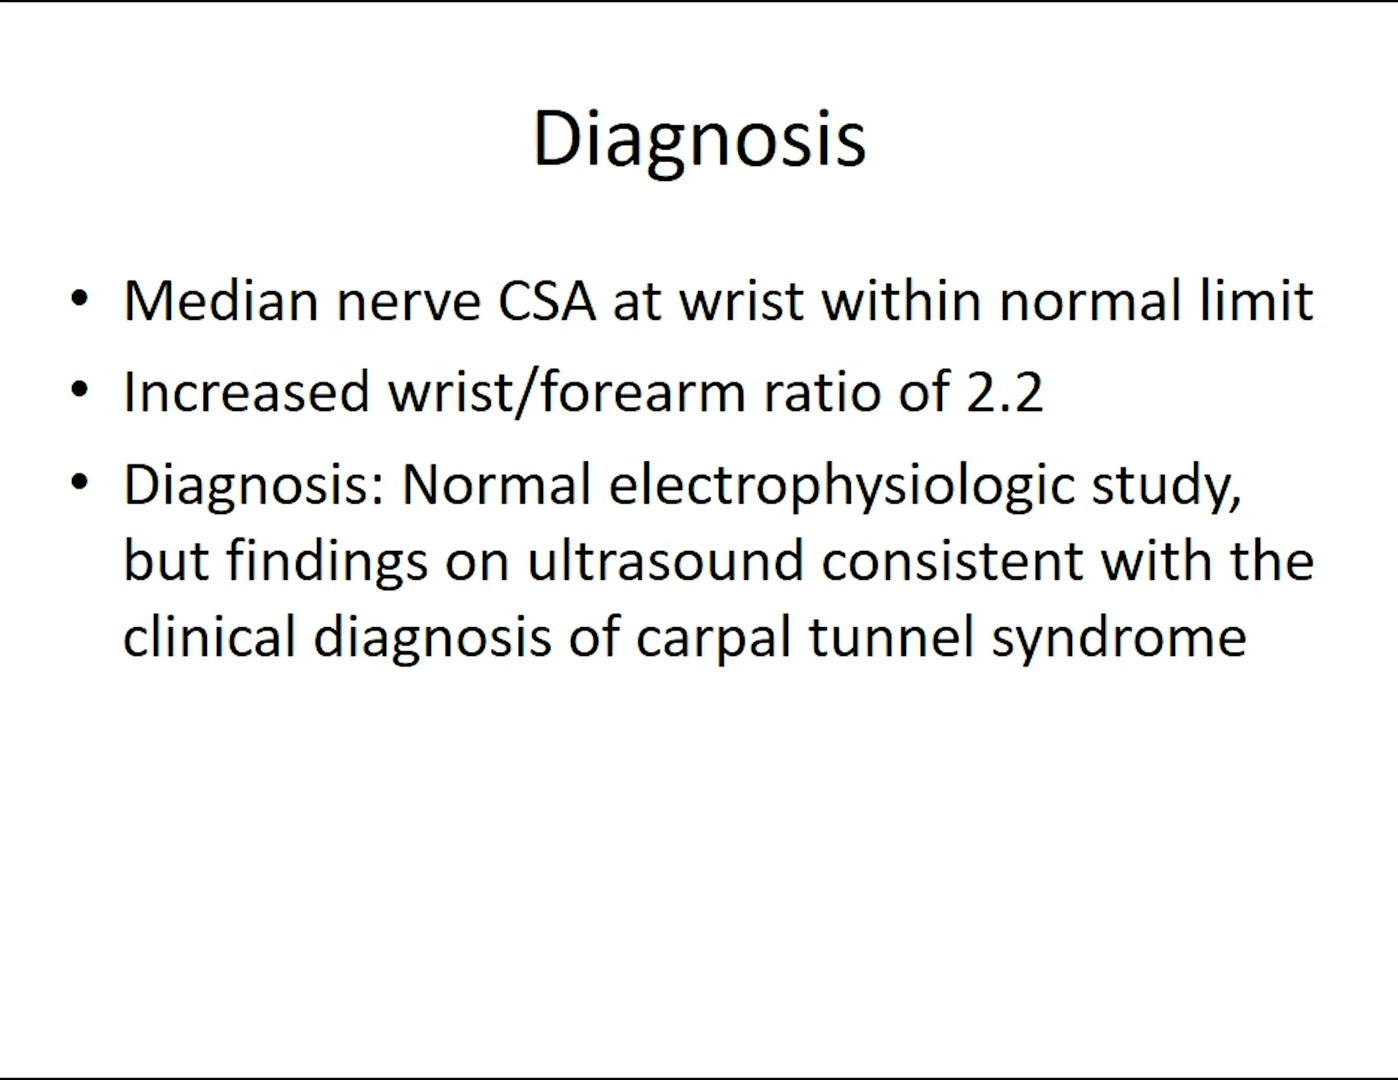 Diagnosis
• Median nerve CSA at wrist within normal limit
• Increased wrist/forearm ratio of 2.2
• Diagnosis: Normal electrophysiologic study,
but findings on ultrasound consistent with the
clinical diagnosis of carpal tunnel syndrome